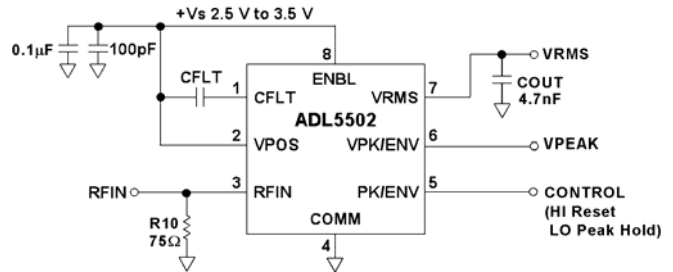 +Vs 2.5 V to 3.5 V
0.1µF
100pF
8
ENBL
VRMS
CFLT
1
CFLT
VRMS
7
COUT
4.7nF
ADL5502
2
VPOS
VPK/ENV
6
VPEAK
RFIN
3
RFIN
PK/ENV
5
CONTROL
(HI Reset
LO Peak Hold)
R10
75Ω
COMM
4